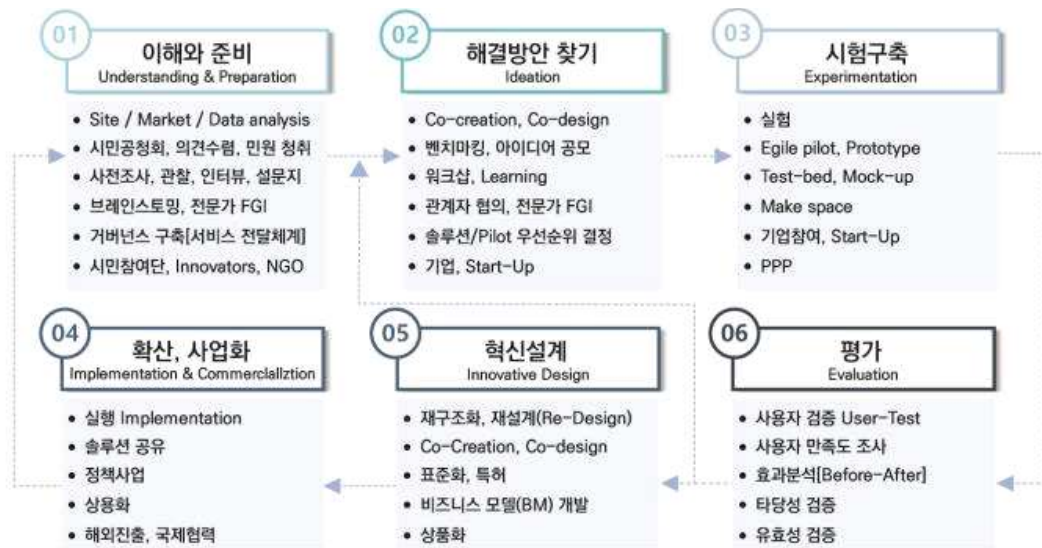 01
이해와 준비
Understanding & Preparation
• Site / Market / Data analysis
• 시민공청회, 의견수렴, 민원 청취
• 사전조사, 관찰, 인터뷰, 설문지
• 브레인스토밍, 전문가 FGI
• 거버넌스 구축[서비스 전달체계]
• 시민참여단, Innovators, NGO
02
해결방안 찾기
Ideation
• Co-creation, Co-design
• 벤치마킹, 아이디어 공모
• 워크샵, Learning
• 관계자 협의, 전문가 FGI
• 솔루션/Pilot 우선순위 결정
• 기업, Start-Up
03
시험구축
Experimentation
• 실험
• Egile pilot, Prototype
• Test-bed, Mock-up
• Make space
• 기업참여, Start-Up
• PPP
04
확산, 사업화
Implementation & Commerclallztion
• 실행 Implementation
• 솔루션 공유
• 정책사업
• 상용화
• 해외진출, 국제협력
05
혁신설계
Innovative Design
• 재구조화, 재설계(Re-Design)
• Co-Creation, Co-design
• 표준화, 특허
• 비즈니스 모델(BM) 개발
• 상품화
06
평가
Evaluation
• 사용자 검증 User-Test
• 사용자 만족도 조사
• 효과분석[Before-After]
• 타당성 검증
• 유효성 검증